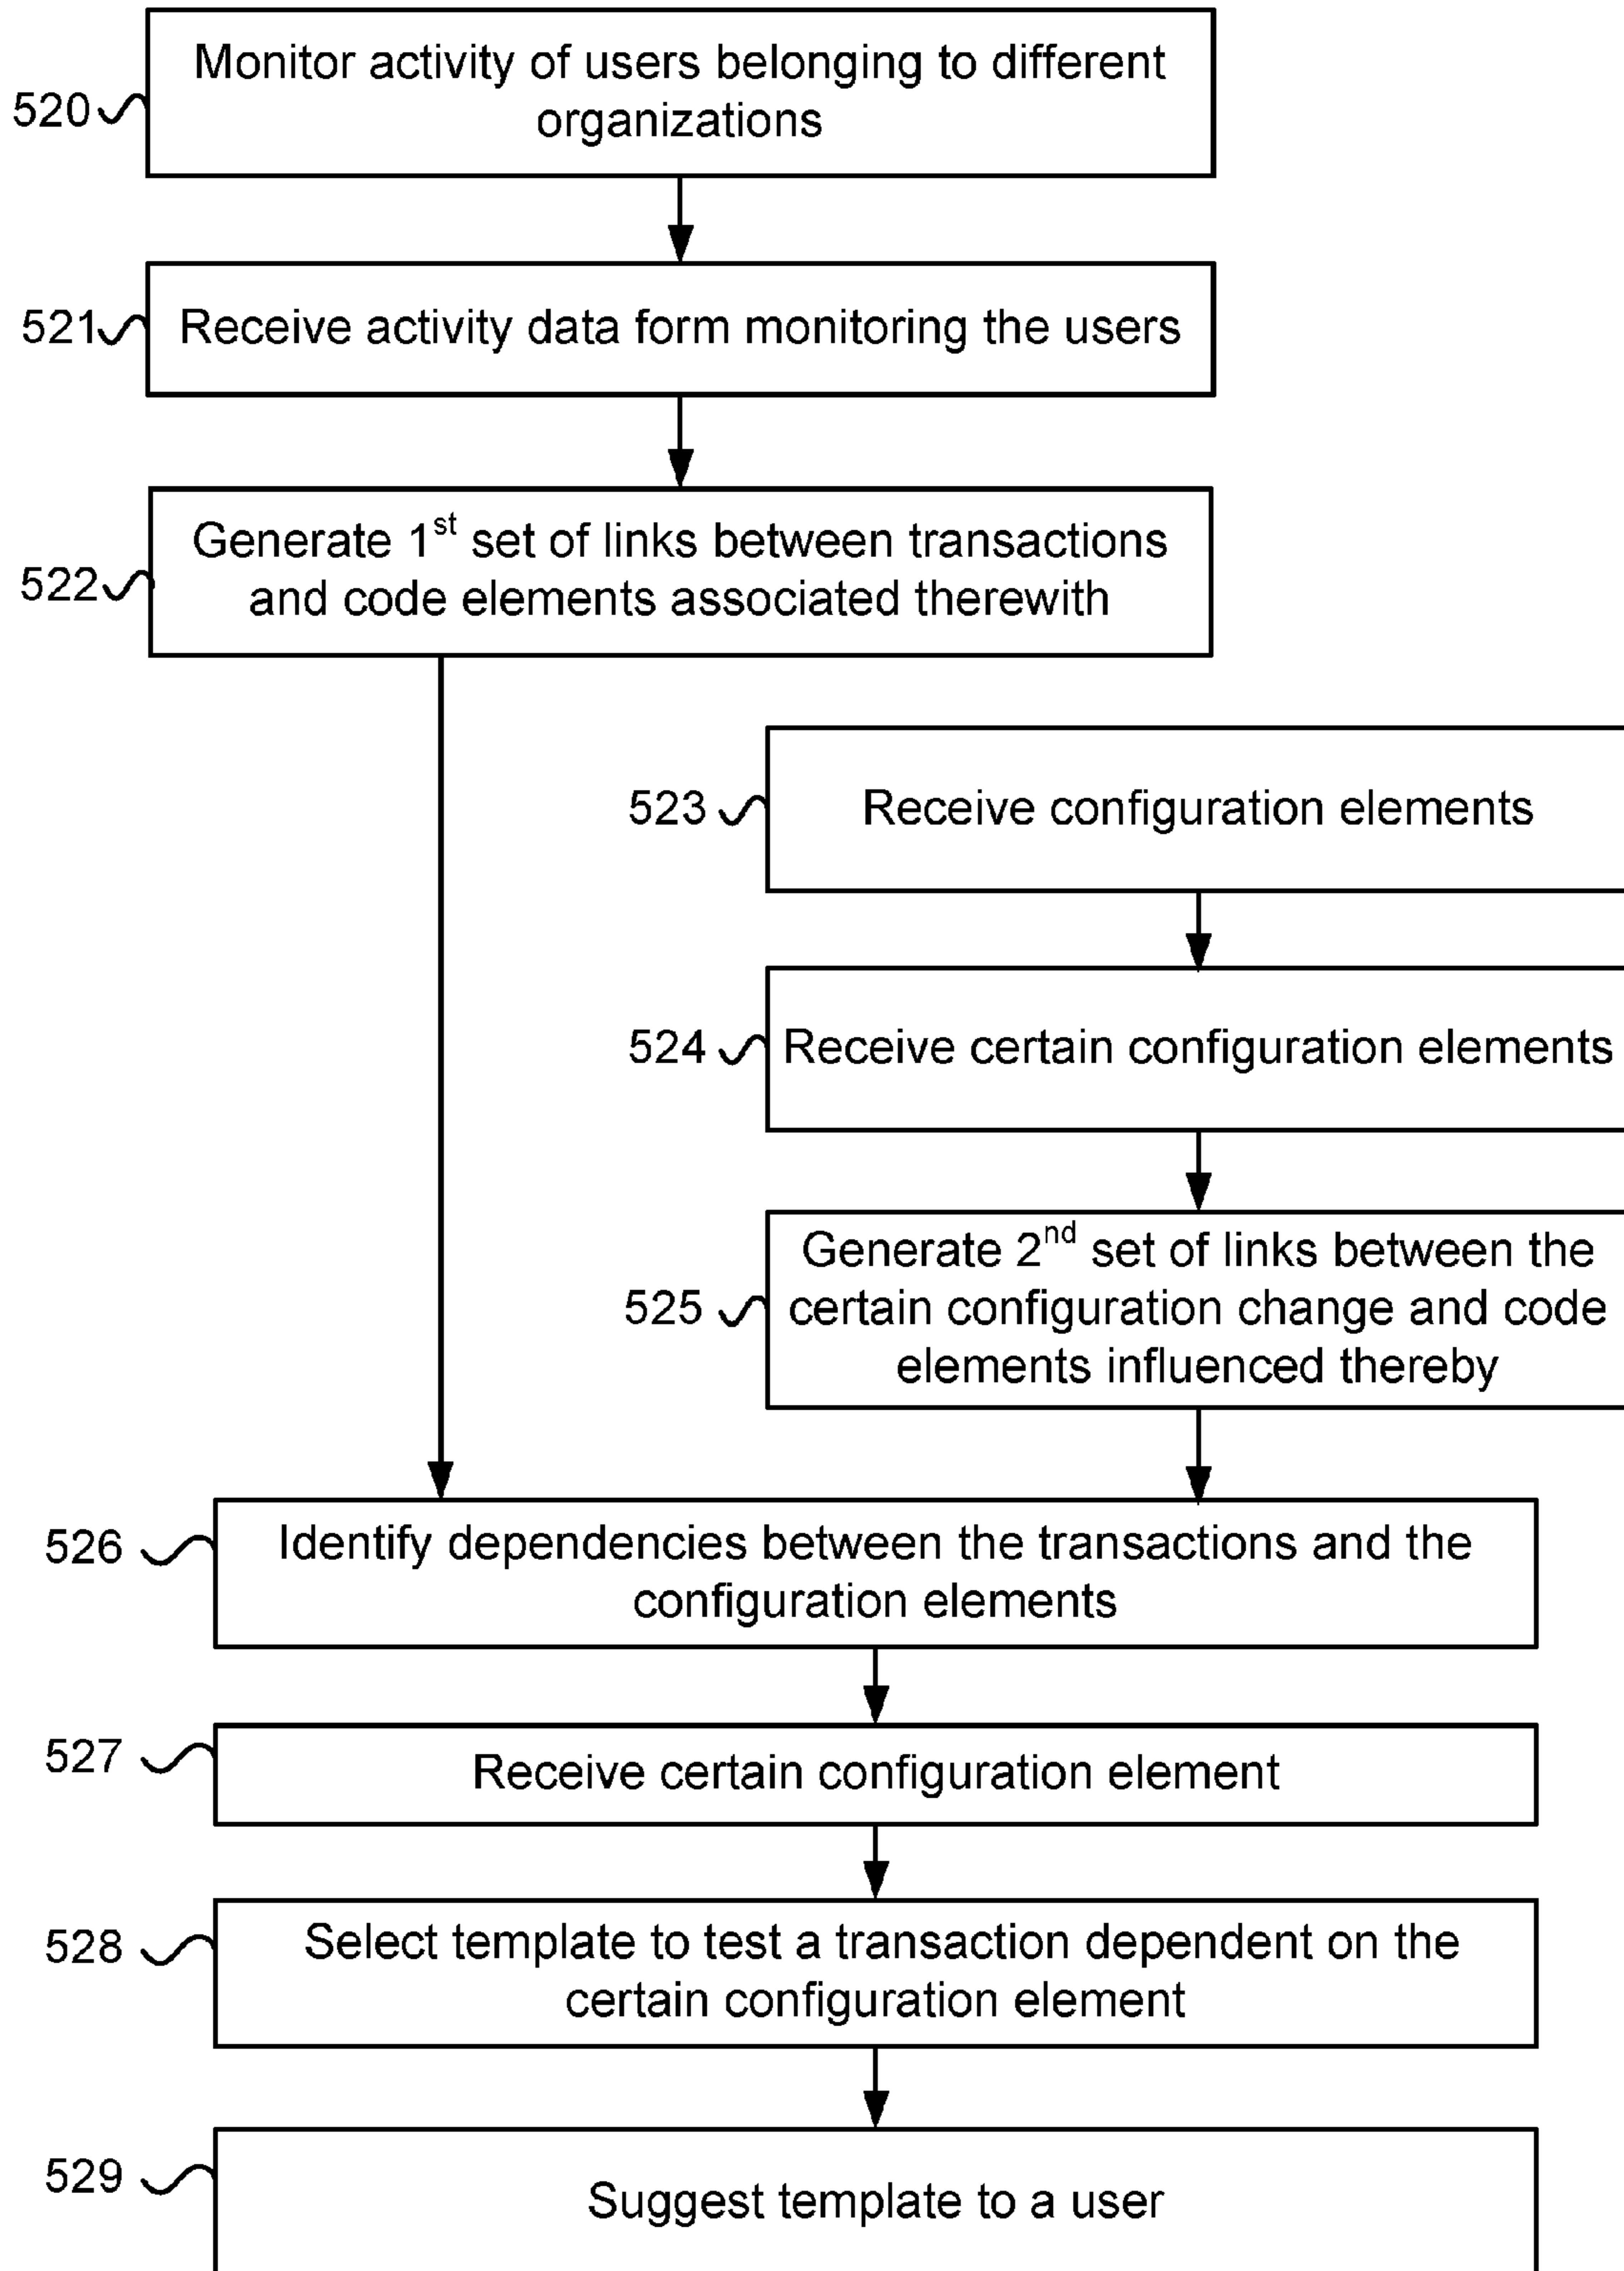 Monitor activity of users belonging to different
organizations
520
521
Receive activity data form monitoring the users
Generate 1st set of links between transactions
and code elements associated therewith
522
523
Receive configuration elements
524
Receive certain configuration elements
Generate 2nd set of links between the
certain configuration change and code
elements influenced thereby
525
526
Identify dependencies between the transactions and the
configuration elements
527
Receive certain configuration element
528
Select template to test a transaction dependent on the
certain configuration element
529
Suggest template to a user